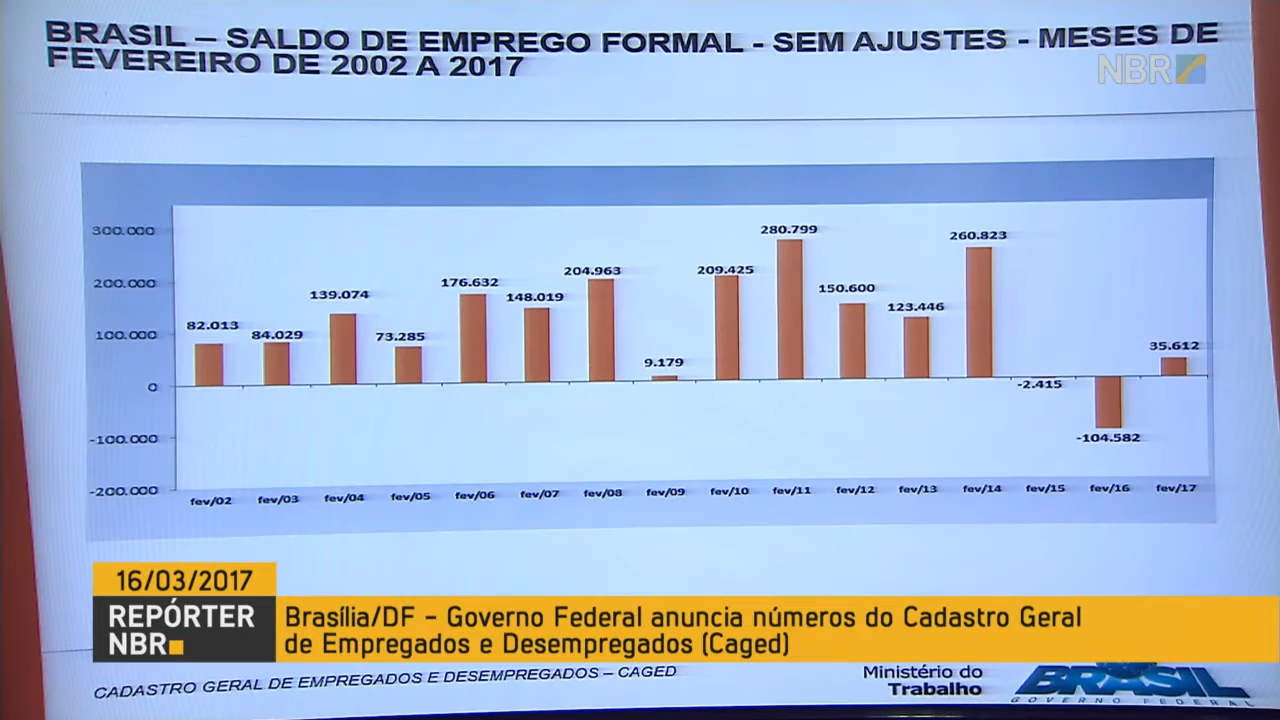 BRASIL – SALDO DE EMPREGO FORMAL - SEM AJUSTES - MESES DE
FEVEREIRO DE 2002 A 2017
NBR
300.000
200.000
100.000
0
-100.000
-200.000
82.013
84.029
139.074
73.285
176.632
148.019
204.963
9.179
209.425
280.799
150.600
123.446
260.823
-2.415
-104.582
35.612
fev/02 fev/03 fev/04 fev/05 fev/06 fev/07 fev/08 fev/09 fev/10 fev/11 fev/12 fev/13 fev/14 fev/15 fev/16 fev/17
16/03/2017
REPÓRTER
NBR
Brasília/DF – Governo Federal anuncia números do Cadastro Geral
de Empregados e Desempregados (Caged)
CADASTRO GERAL DE EMPREGADOS E DESEMPREGADOS – CAGED
Ministério do
Trabalho
BRASIL
GOVERNO FEDERAL